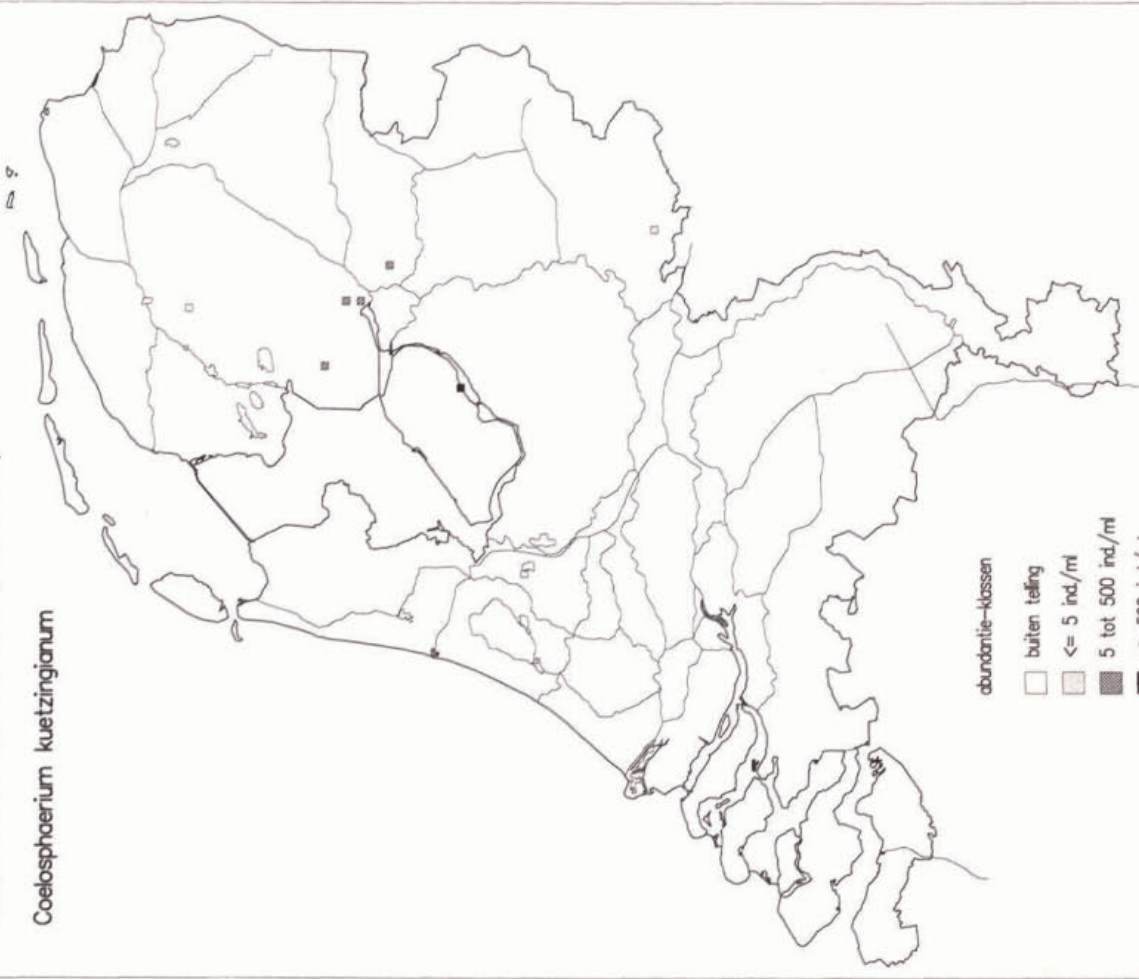 Coelosphaerium kuetzingianum
abundantie-klassen
buiten telling
<= 5 ind./ml
5 tot 500 ind./ml